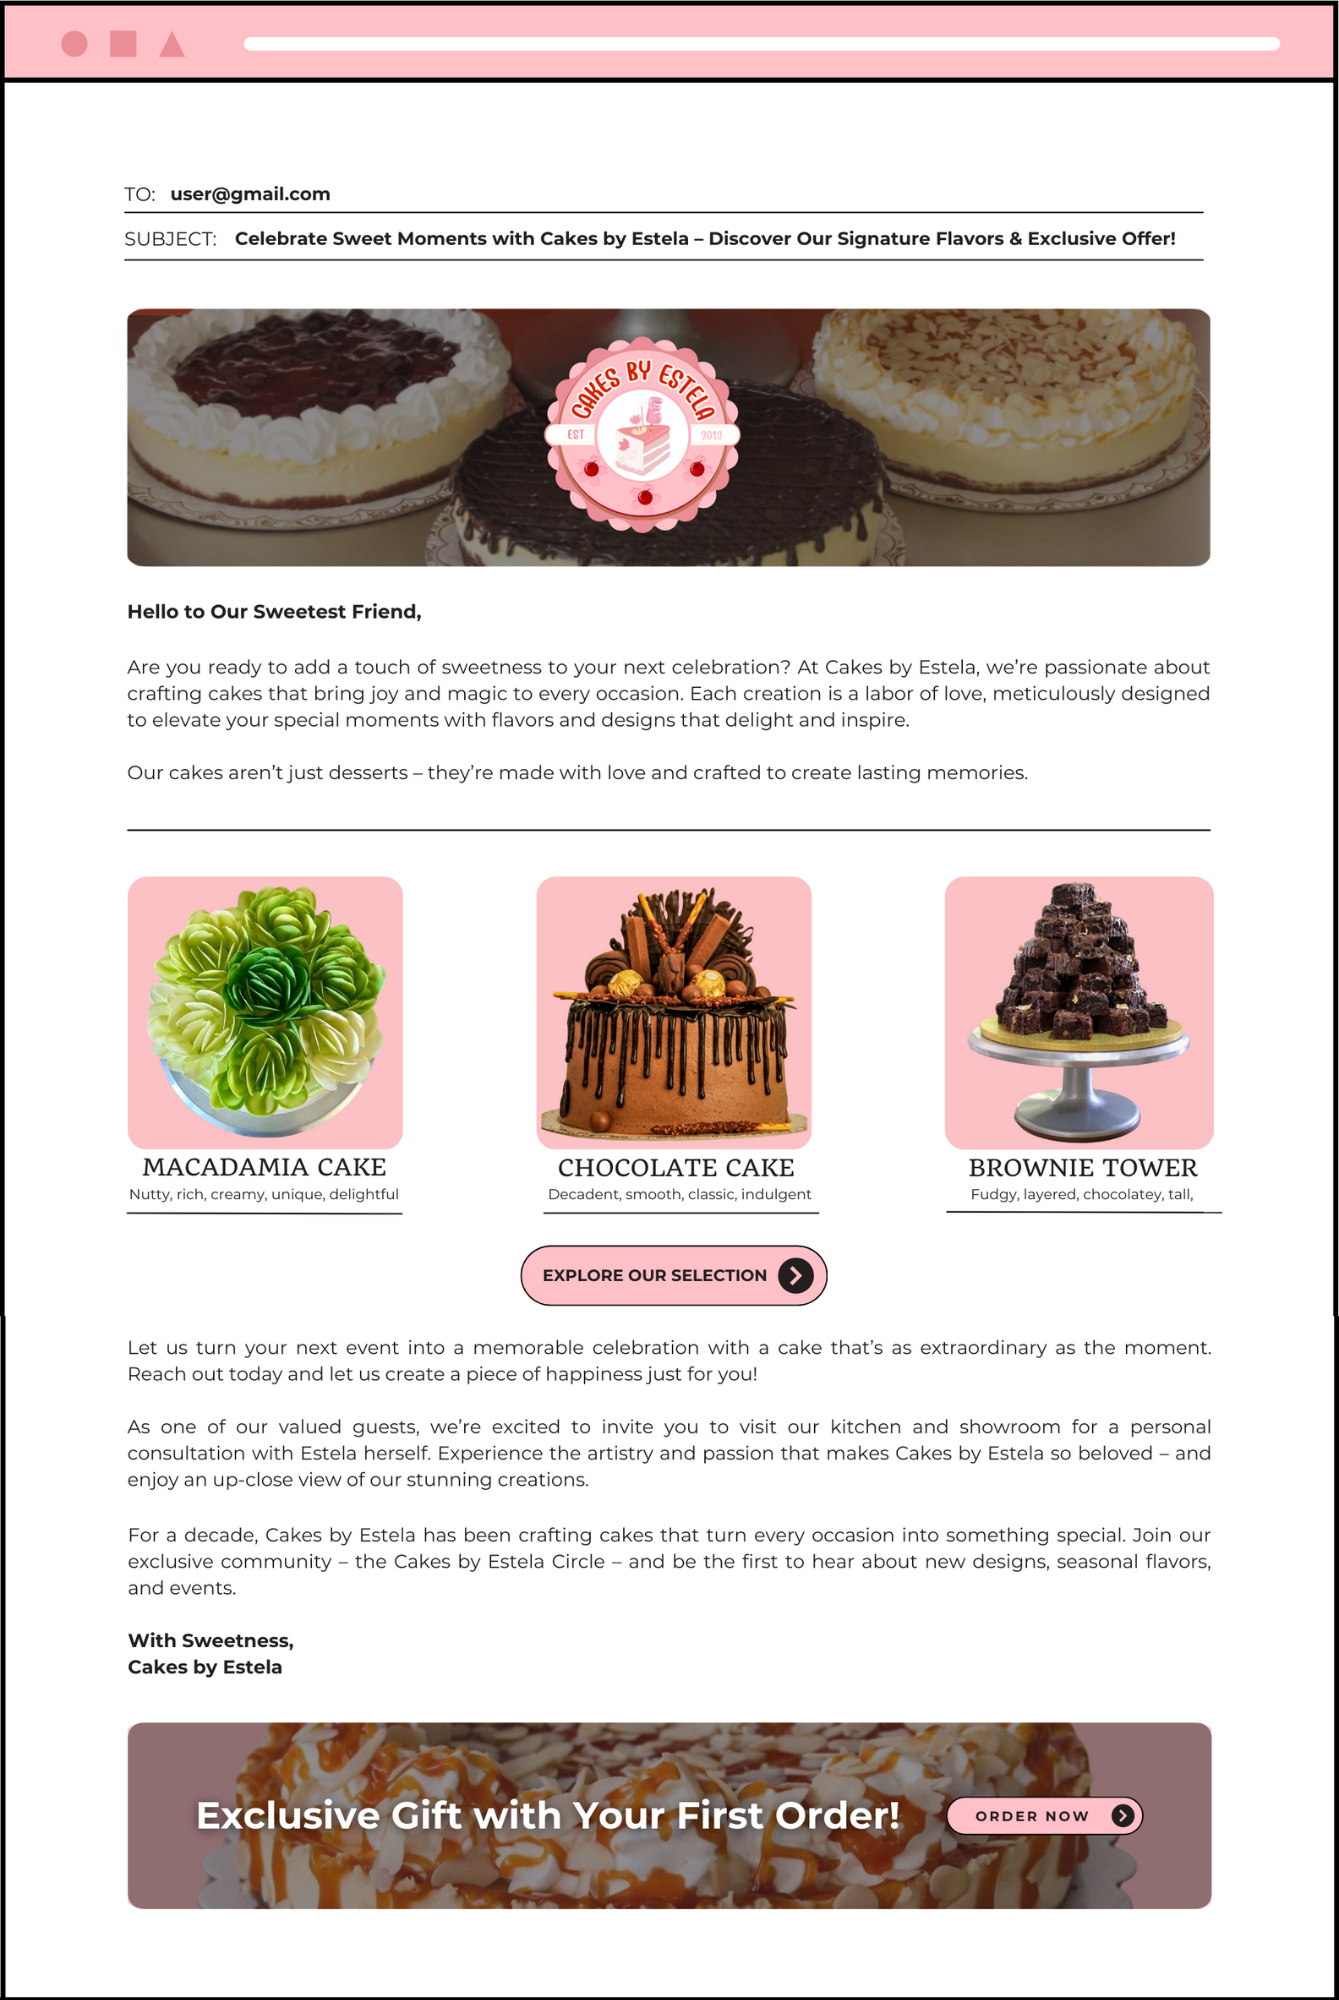 TO: user@gmail.com
SUBJECT: Celebrate Sweet Moments with Cakes by Estela – Discover Our Signature Flavors & Exclusive Offer!
CAKES BY ESTELA
EST 2013
Hello to Our Sweetest Friend,
Are you ready to add a touch of sweetness to your next celebration? At Cakes by Estela, we’re passionate about
crafting cakes that bring joy and magic to every occasion. Each creation is a labor of love, meticulously designed
to elevate your special moments with flavors and designs that delight and inspire.
Our cakes aren’t just desserts – they’re made with love and crafted to create lasting memories.
MACADAMIA CAKE
Nutty, rich, creamy, unique, delightful
CHOCOLATE CAKE
Decadent, smooth, classic, indulgent
BROWNIE TOWER
Fudgy, layered, chocolatey, tall,
EXPLORE OUR SELECTION
Let us turn your next event into a memorable celebration with a cake that’s as extraordinary as the moment.
Reach out today and let us create a piece of happiness just for you!
As one of our valued guests, we’re excited to invite you to visit our kitchen and showroom for a personal
consultation with Estela herself. Experience the artistry and passion that makes Cakes by Estela so beloved – and
enjoy an up-close view of our stunning creations.
For a decade, Cakes by Estela has been crafting cakes that turn every occasion into something special. Join our
exclusive community – the Cakes by Estela Circle – and be the first to hear about new designs, seasonal flavors,
and events.
With Sweetness,
Cakes by Estela
Exclusive Gift with Your First Order!
ORDER NOW